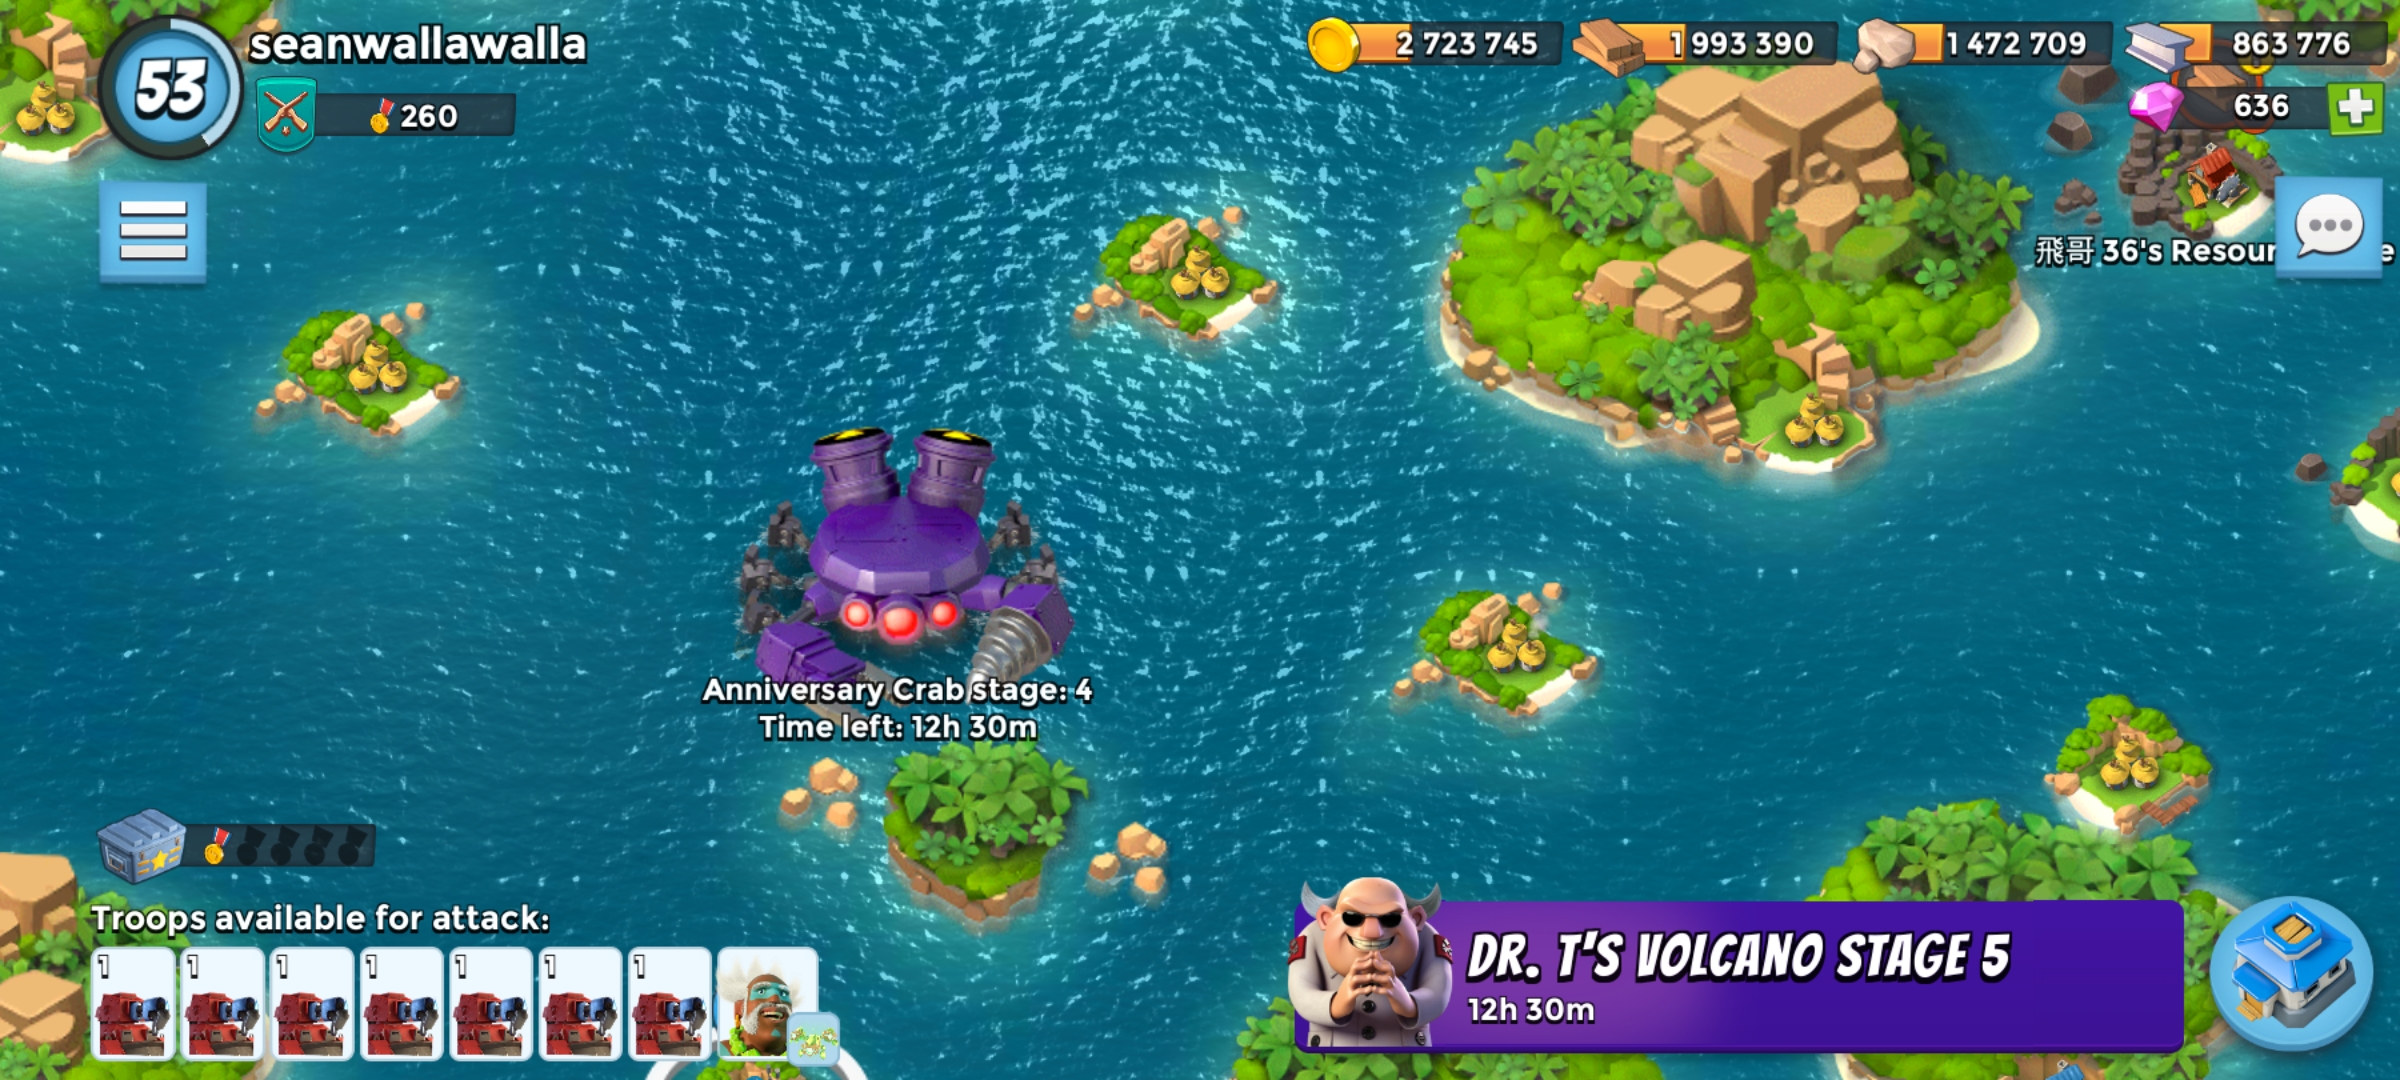 53
seanwallawalla
260
2 723 745
1 993 390
1 472 709
863 776
636
飛哥 36's Resour
Anniversary Crab stage: 4
Time left: 12h 30m
Troops available for attack:
1 1 1 1 1 1 1
DR. T'S VOLCANO STAGE 5
12h 30m